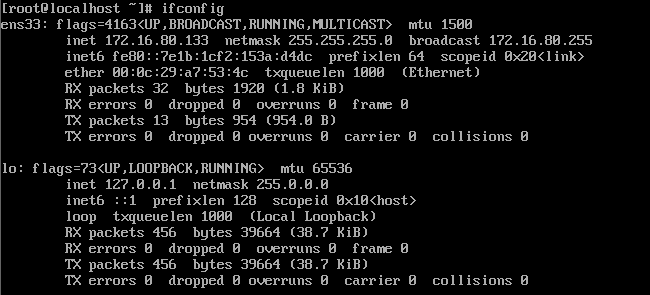 [root@localhost ~]# ifconfig
ens33: flags=4163<UP,BROADCAST,RUNNING,MULTICAST>  mtu 1500
        inet 172.16.80.133  netmask 255.255.255.0  broadcast 172.16.80.255
        inet6 fe80::7e1b:1cf2:153a:d4dc  prefixlen 64  scopeid 0x20<link>
        ether 00:0c:29:a7:53:4c  txqueuelen 1000  (Ethernet)
        RX packets 32  bytes 1920 (1.8 KiB)
        RX errors 0  dropped 0  overruns 0  frame 0
        TX packets 13  bytes 954 (954.0 B)
        TX errors 0  dropped 0 overruns 0  carrier 0  collisions 0

lo: flags=73<UP,LOOPBACK,RUNNING>  mtu 65536
        inet 127.0.0.1  netmask 255.0.0.0
        inet6 ::1  prefixlen 128  scopeid 0x10<host>
        loop  txqueuelen 1000  (Local Loopback)
        RX packets 456  bytes 39664 (38.7 KiB)
        RX errors 0  dropped 0  overruns 0  frame 0
        TX packets 456  bytes 39664 (38.7 KiB)
        TX errors 0  dropped 0 overruns 0  carrier 0  collisions 0